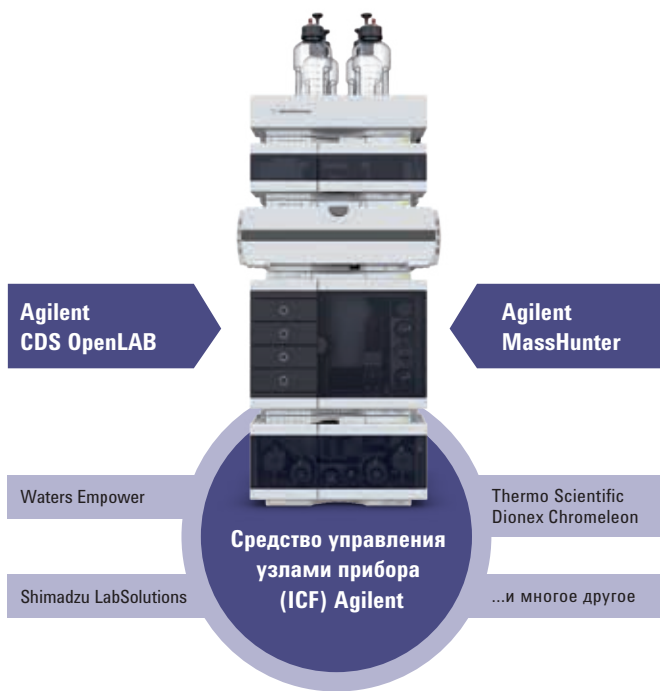 Agilent
CDS OpenLAB
Agilent
MassHunter
Waters Empower
Thermo Scientific
Dionex Chromeleon
Средство управления
узлами прибора
(ICF) Agilent
Shimadzu LabSolutions
...и многое другое